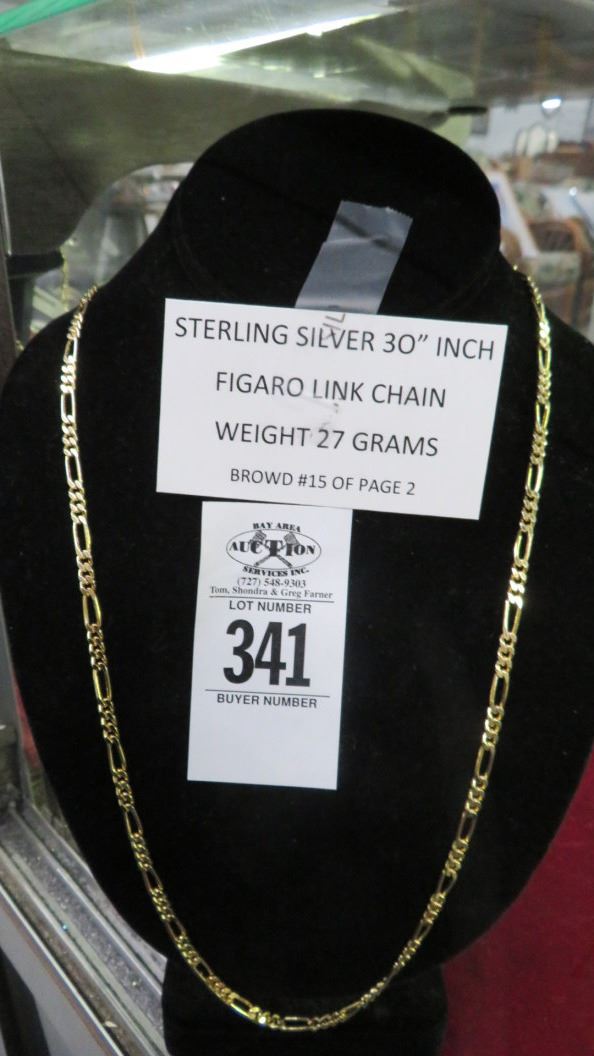 STERLING SILVER 30” INCH
FIGARO LINK CHAIN
WEIGHT 27 GRAMS
BROWD #15 OF PAGE 2
BAY AREA
AUCTION
SERVICES INC.
(727) 548-9303
Tom, Shondra & Greg Farner
LOT NUMBER
341
BUYER NUMBER